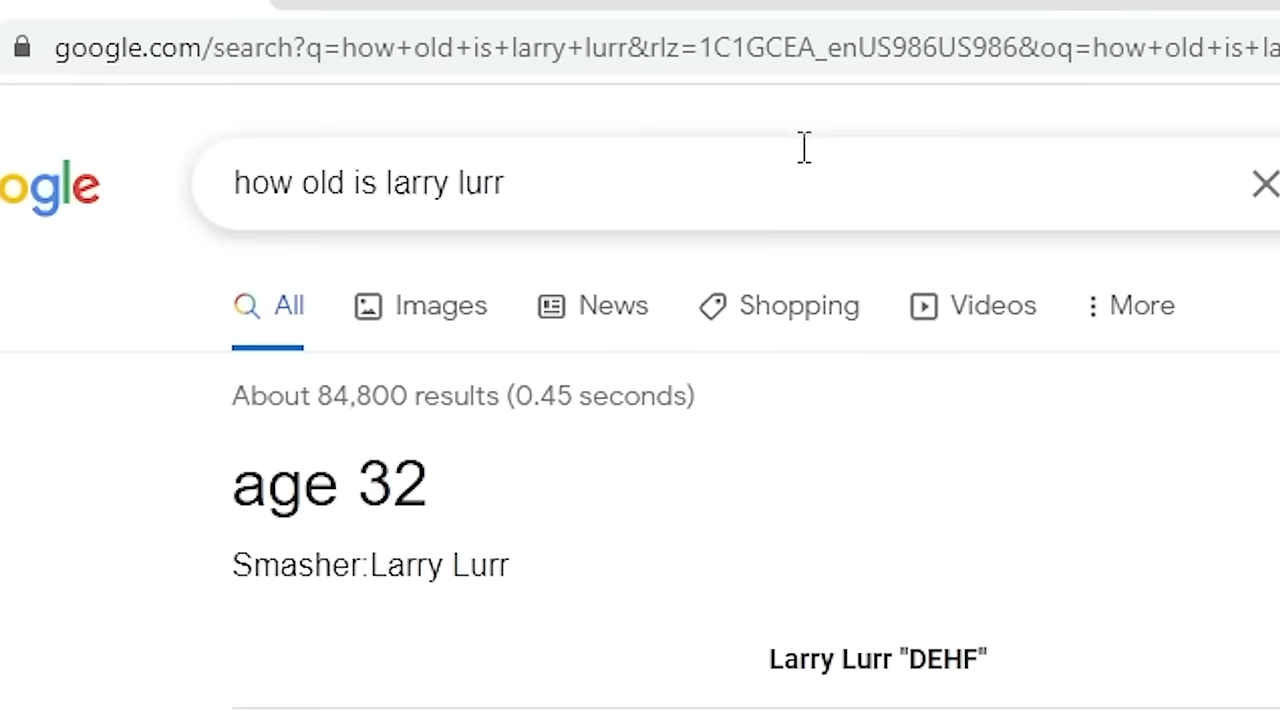 google.com/search?q=how+old+is+larry+lurr&rlz=1C1GCEA_enUS986US986&oq=how+old+is+la
ogle how old is larry lurr
All Images News Shopping Videos More
About 84,800 results (0.45 seconds)
age 32
Smasher:Larry Lurr
Larry Lurr "DEHF"